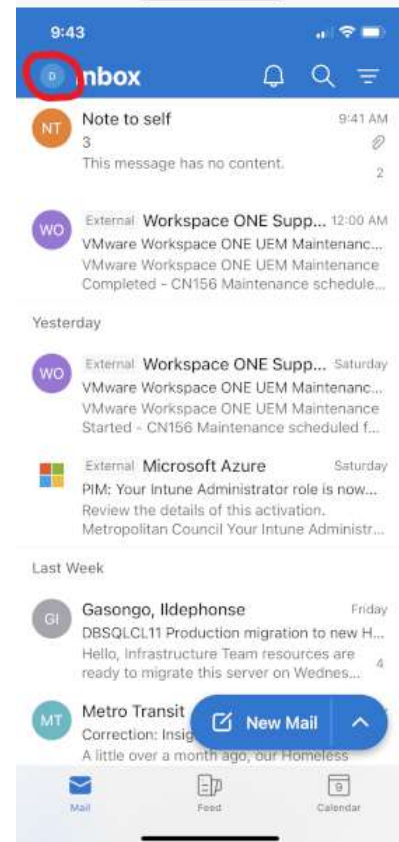 9:43
D Inbox
NT
Note to self 9:41 AM
3
This message has no content. 2
WO
External Workspace ONE Supp... 12:00 AM
VMware Workspace ONE UEM Maintenanc...
VMware Workspace ONE UEM Maintenance
Completed - CN156 Maintenance schedule...
Yesterday
WO
External Workspace ONE Supp... Saturday
VMware Workspace ONE UEM Maintenanc...
VMware Workspace ONE UEM Maintenance
Started - CN156 Maintenance scheduled f...
External Microsoft Azure Saturday
PIM: Your Intune Administrator role is now...
Review the details of this activation.
Metropolitan Council Your Intune Administr...
Last Week
GI
Gasongo, Ildephonse Friday
DBSQLCL11 Production migration to new H...
Hello, Infrastructure Team resources are
ready to migrate this server on Wednes... 4
MT
Metro Transit
Correction: Insig
A little over a month ago, our Homeless
New Mail
Mail Feed 9 Calendar